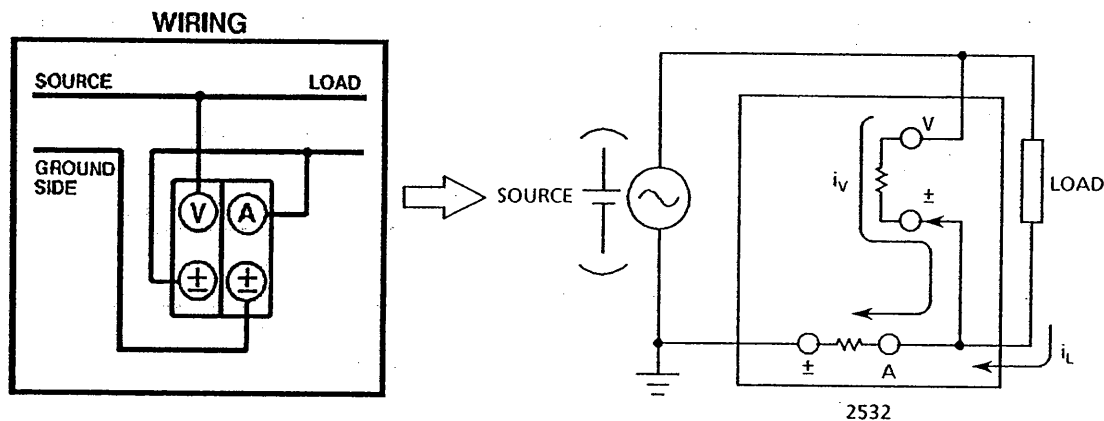 WIRING
SOURCE LOAD
GROUND
SIDE
V A
± ±
SOURCE
V
iV
±
LOAD
±
A
iL
2532